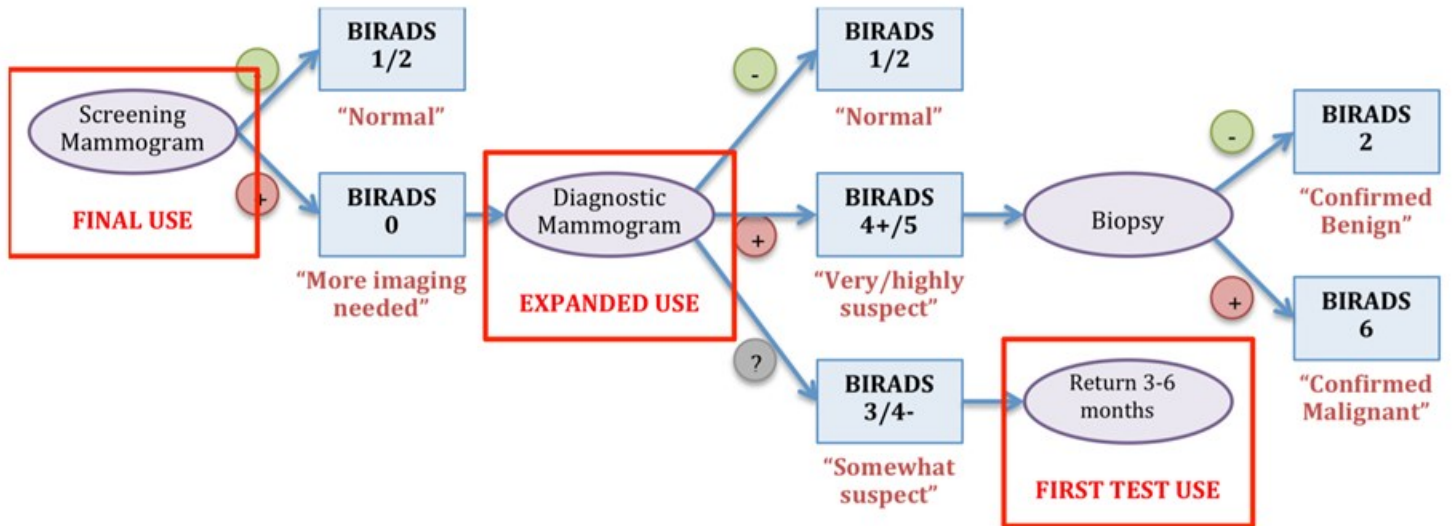 Screening
Mammogram
FINAL USE
-
+
BIRADS
1/2
“Normal”
BIRADS
0
“More imaging
needed”
Diagnostic
Mammogram
EXPANDED USE
-
+
?
BIRADS
1/2
“Normal”
BIRADS
4+/5
“Very/highly
suspect”
BIRADS
3/4-
“Somewhat
suspect”
Biopsy
Return 3-6
months
FIRST TEST USE
-
+
BIRADS
2
“Confirmed
Benign”
BIRADS
6
“Confirmed
Malignant”